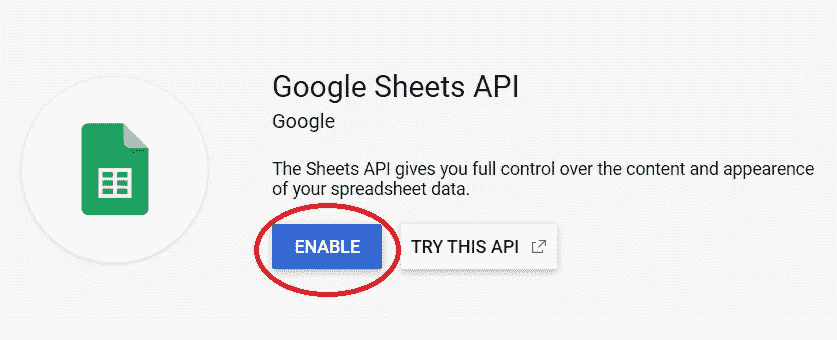 Google Sheets API
Google
The Sheets API gives you full control over the content and appearence
of your spreadsheet data.
ENABLE
TRY THIS API